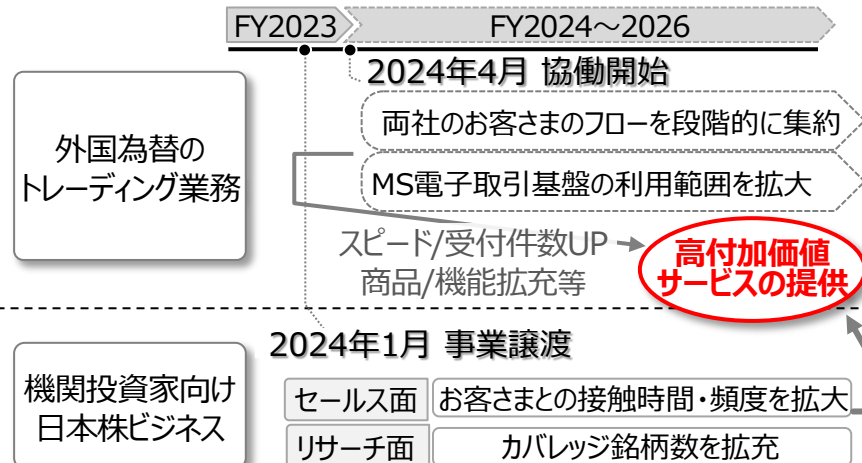 FY2023
FY2024～2026
2024年4月 協働開始
外国為替の
トレーディング業務
両社のお客さまのフローを段階的に集約
MS電子取引基盤の利用範囲を拡大
スピード/受付件数UP
商品/機能拡充等
高付加価値
サービスの提供
2024年1月 事業譲渡
機関投資家向け
日本株ビジネス
セールス面
お客さまとの接触時間・頻度を拡大
リサーチ面
カバレッジ銘柄数を拡充